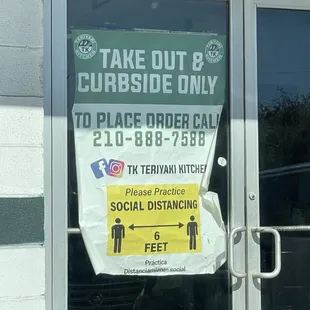 TAKE OUT &
CURBSIDE ONLY
TO PLACE ORDER CALL
210-888-7588
TK TERIYAKI KITCHEN
Please Practice
SOCIAL DISTANCING
6
FEET
Practica
Distanciamiento social